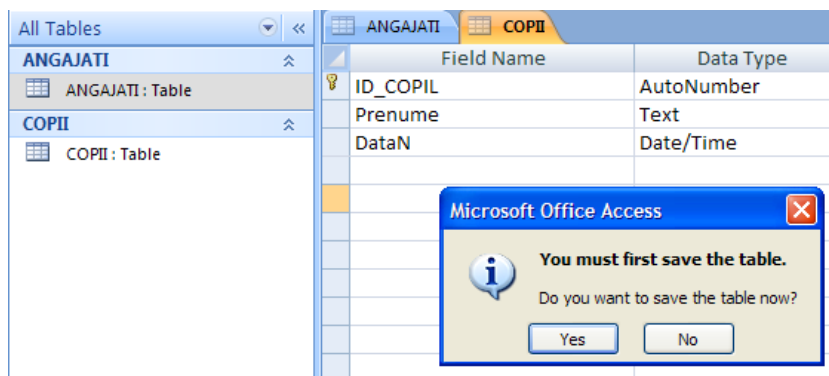 All Tables
ANGAJATI
ANGAJATI : Table
COPII
COPII : Table
ANGAJATI COPII
Field Name Data Type
ID_COPIL AutoNumber
Prenume Text
DataN Date/Time
Microsoft Office Access
You must first save the table.
Do you want to save the table now?
Yes No